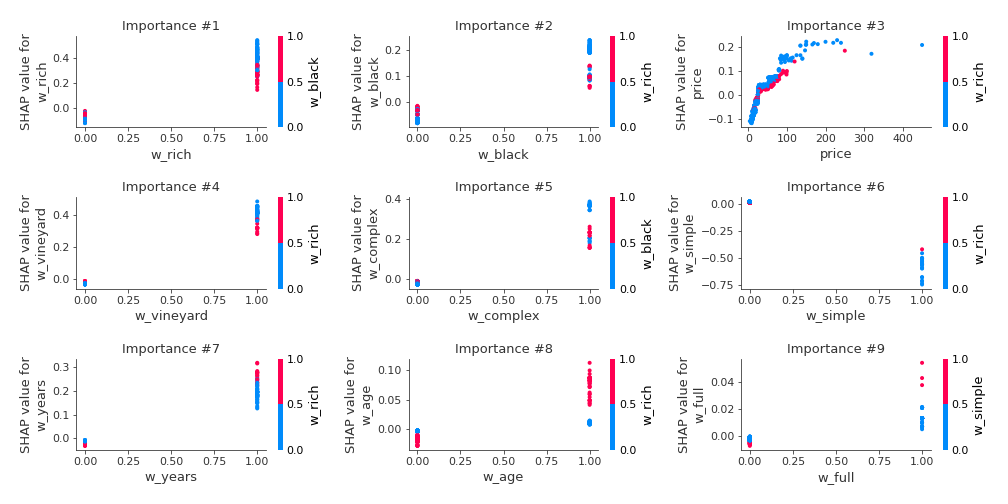 Importance #1
SHAP value for
w_rich
0.4
0.2
0.0
0.00 0.25 0.50 0.75 1.00
w_rich
1.0
0.5
0.0
w_black
Importance #2
SHAP value for
w_black
0.2
0.1
0.0
0.00 0.25 0.50 0.75 1.00
w_black
1.0
0.5
0.0
w_rich
Importance #3
SHAP value for
price
0.2
0.1
0.0
−0.1
0 100 200 300 400
price
1.0
0.5
0.0
w_rich
Importance #4
SHAP value for
w_vineyard
0.4
0.2
0.0
0.00 0.25 0.50 0.75 1.00
w_vineyard
1.0
0.5
0.0
w_rich
Importance #5
SHAP value for
w_complex
0.4
0.2
0.0
0.00 0.25 0.50 0.75 1.00
w_complex
1.0
0.5
0.0
w_black
Importance #6
SHAP value for
w_simple
0.00
−0.25
−0.50
−0.75
0.00 0.25 0.50 0.75 1.00
w_simple
1.0
0.5
0.0
w_rich
Importance #7
SHAP value for
w_years
0.3
0.2
0.1
0.0
0.00 0.25 0.50 0.75 1.00
w_years
1.0
0.5
0.0
w_rich
Importance #8
SHAP value for
w_age
0.10
0.05
0.00
0.00 0.25 0.50 0.75 1.00
w_age
1.0
0.5
0.0
w_rich
Importance #9
SHAP value for
w_full
0.04
0.02
0.00
0.00 0.25 0.50 0.75 1.00
w_full
1.0
0.5
0.0
w_simple